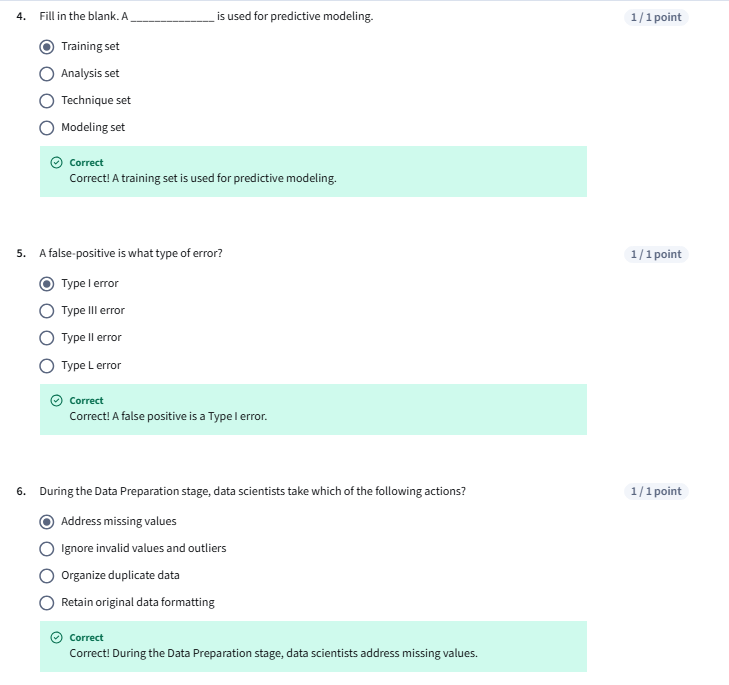 4. Fill in the blank. A ______________ is used for predictive modeling. 1 / 1 point
Training set
Analysis set
Technique set
Modeling set
Correct
Correct! A training set is used for predictive modeling.
5. A false-positive is what type of error? 1 / 1 point
Type I error
Type III error
Type II error
Type L error
Correct
Correct! A false positive is a Type I error.
6. During the Data Preparation stage, data scientists take which of the following actions? 1 / 1 point
Address missing values
Ignore invalid values and outliers
Organize duplicate data
Retain original data formatting
Correct
Correct! During the Data Preparation stage, data scientists address missing values.